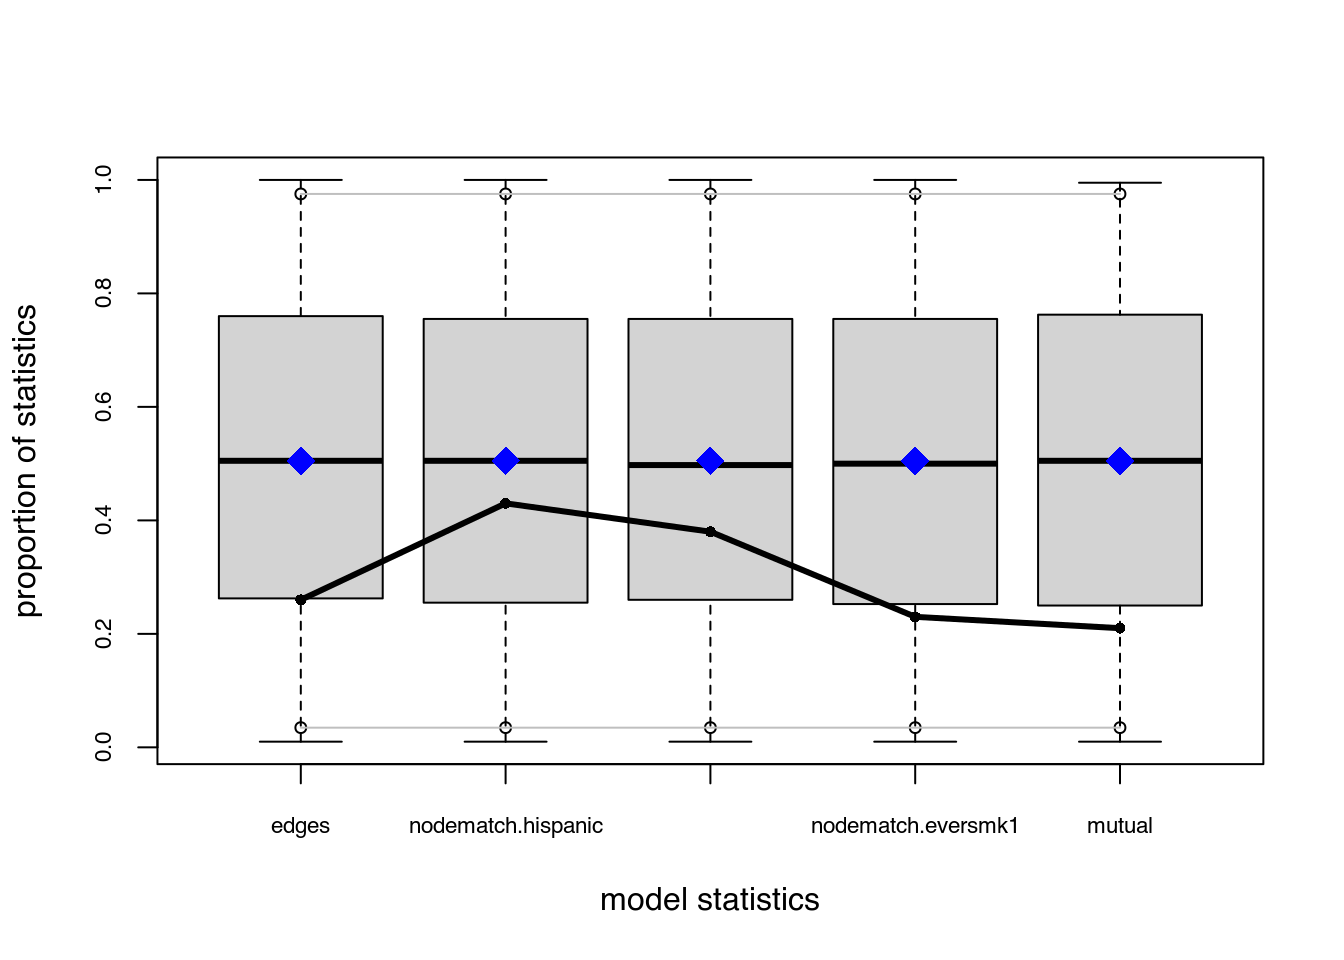 proportion of statistics
1.0
0.8
0.6
0.4
0.2
0.0
edges nodematch.hispanic nodematch.eversmk1 mutual
model statistics